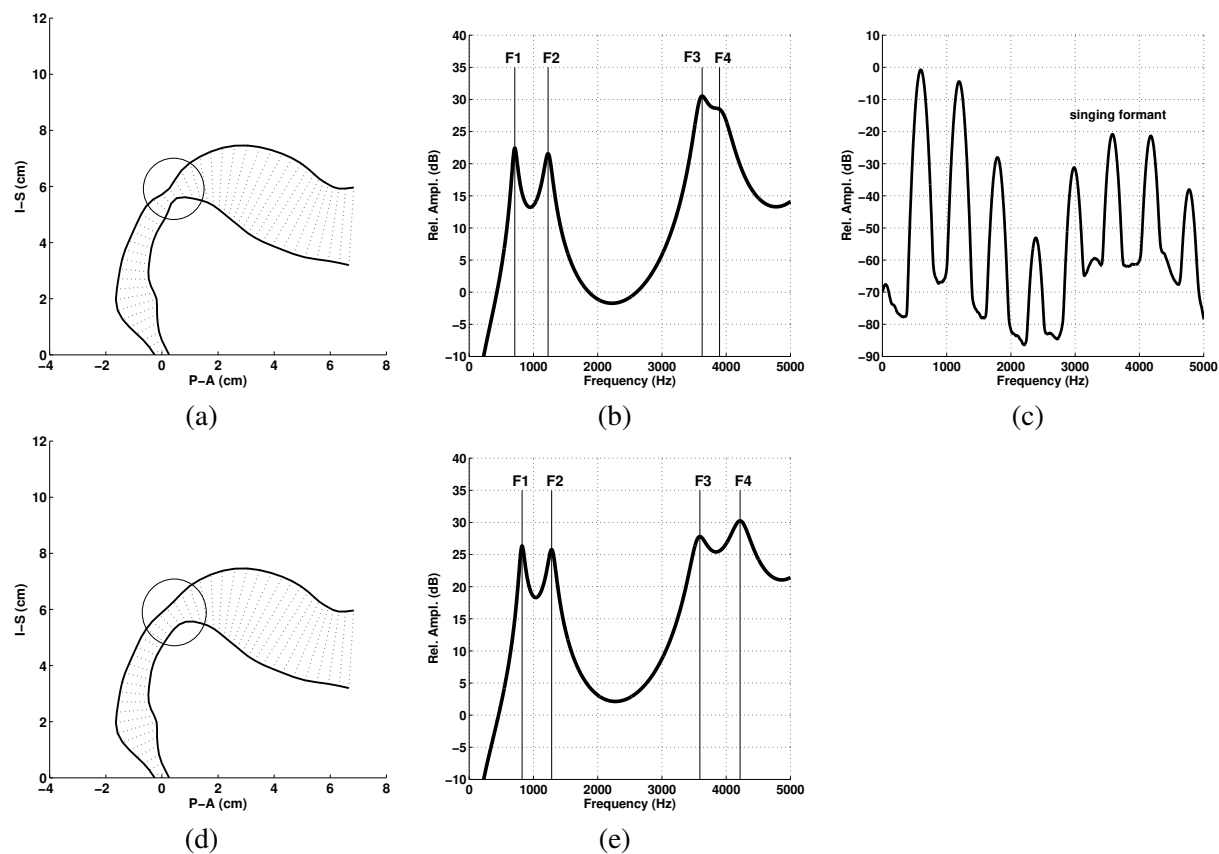 12
10
8
6
4
2
0
I−S (cm)
−4 −2 0 2 4 6 8
P−A (cm)
(a)
40
35
30
25
20
15
10
5
0
−5
−10
Rel. Ampl. (dB)
F1 F2 F3 F4
0 1000 2000 3000 4000 5000
Frequency (Hz)
(b)
10
0
−10
−20
−30
−40
−50
−60
−70
−80
−90
Rel. Ampl. (dB)
singing formant
0 1000 2000 3000 4000 5000
Frequency (Hz)
(c)
12
10
8
6
4
2
0
I−S (cm)
−4 −2 0 2 4 6 8
P−A (cm)
(d)
40
35
30
25
20
15
10
5
0
−5
−10
Rel. Ampl. (dB)
F1 F2 F3 F4
0 1000 2000 3000 4000 5000
Frequency (Hz)
(e)